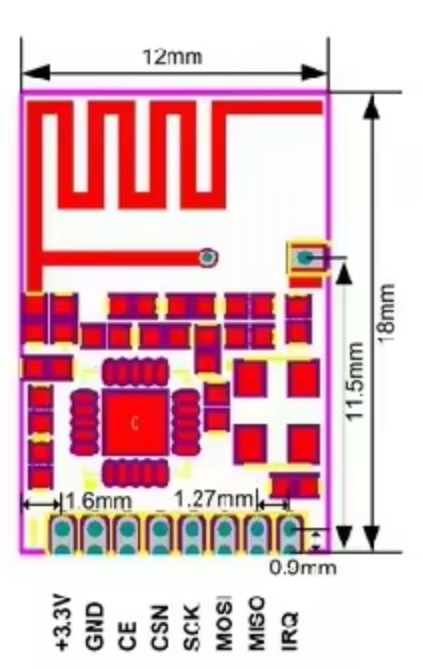 12mm
18mm
11.5mm
C
1.6mm
1.27mm
0.9mm
+3.3V
GND
CE
CSN
SCK
MOSI
MISO
IRQ